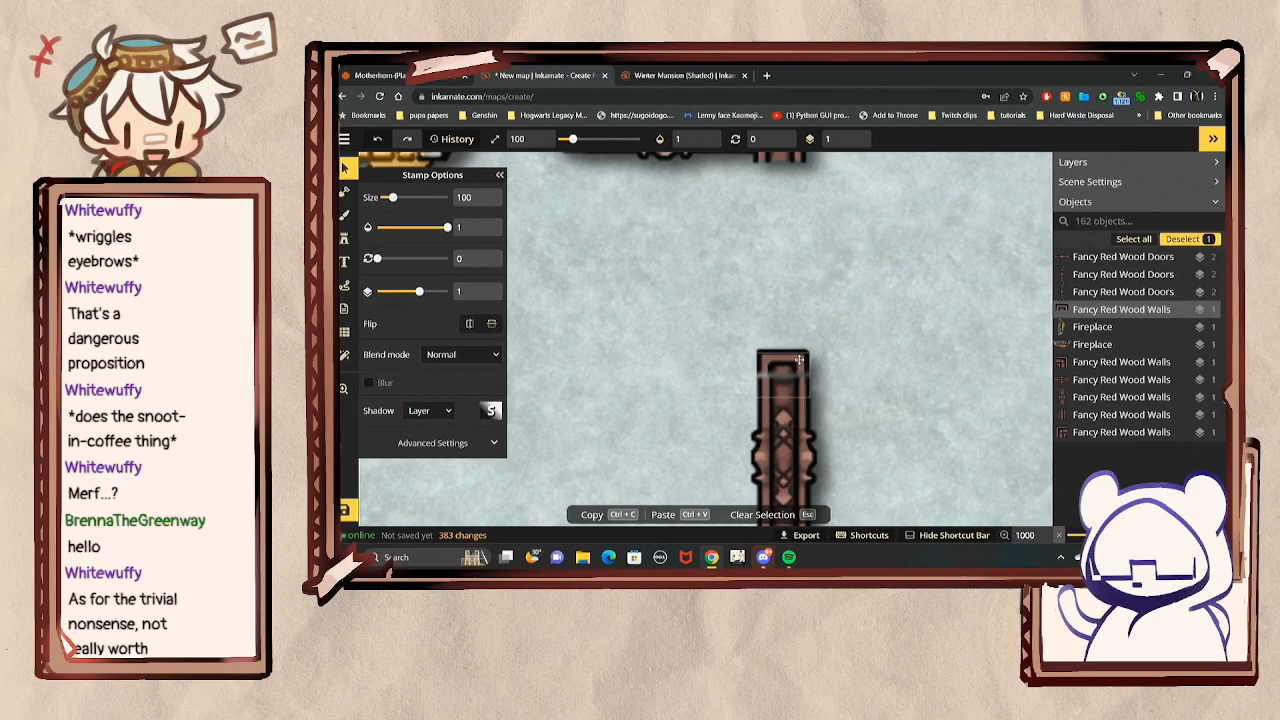 Whitewuffy
*wriggles
eyebrows*
Whitewuffy
That's a
dangerous
proposition
Whitewuffy
*does the snoot-
in-coffee thing*
Whitewuffy
Merf...?
BrennaTheGreenway
hello
Whitewuffy
As for the trivial
nonsense, not
really worth
Motherhorn (Pla
* New map | Inkarnate - Create F
Winter Mansion (Shaded) | Inkarn
inkarnate.com/maps/create/
Bookmarks pupa papers Genshin Hogwarts Legacy M... https://sugoidogo.... Lenny face Kaomoji... (1) Python GUI pro... Add to Throne Twitch clips tutorials Hard Waste Disposal » Other bookmarks
History 100 1 0 1
Stamp Options
Size 100
1
0
1
Flip
Blend mode Normal
Blur
Shadow Layer
Advanced Settings
Layers
Scene Settings
Objects
162 objects...
Select all Deselect 1
Fancy Red Wood Doors 2
Fancy Red Wood Doors 2
Fancy Red Wood Doors 2
Fancy Red Wood Walls 1
Fireplace 1
Fireplace 1
Fancy Red Wood Walls 1
Fancy Red Wood Walls 1
Fancy Red Wood Walls 1
Fancy Red Wood Walls 1
Fancy Red Wood Walls 1
Copy Ctrl + C Paste Ctrl + V Clear Selection Esc
online Not saved yet 383 changes Export Shortcuts Hide Shortcut Bar 1000
Search 30°